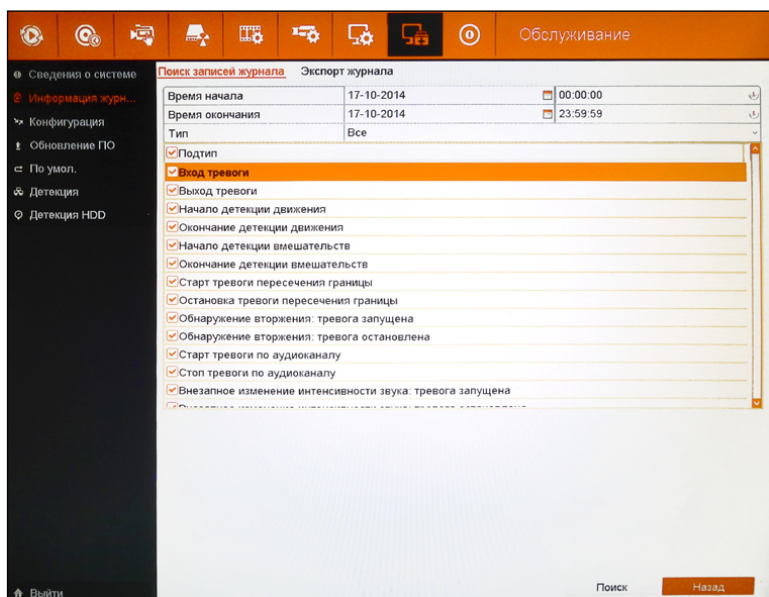 Обслуживание
Сведения о системе
Информация журн...
Конфигурация
Обновление ПО
По умол.
Детекция
Детекция HDD
Выйти
Поиск записей журнала Экспорт журнала
Время начала 17-10-2014 00:00:00
Время окончания 17-10-2014 23:59:59
Тип Все
Подтип
Вход тревоги
Выход тревоги
Начало детекции движения
Окончание детекции движения
Начало детекции вмешательств
Окончание детекции вмешательств
Старт тревоги пересечения границы
Остановка тревоги пересечения границы
Обнаружение вторжения: тревога запущена
Обнаружение вторжения: тревога остановлена
Старт тревоги по аудиоканалу
Стоп тревоги по аудиоканалу
Внезапное изменение интенсивности звука: тревога запущена
Поиск Назад